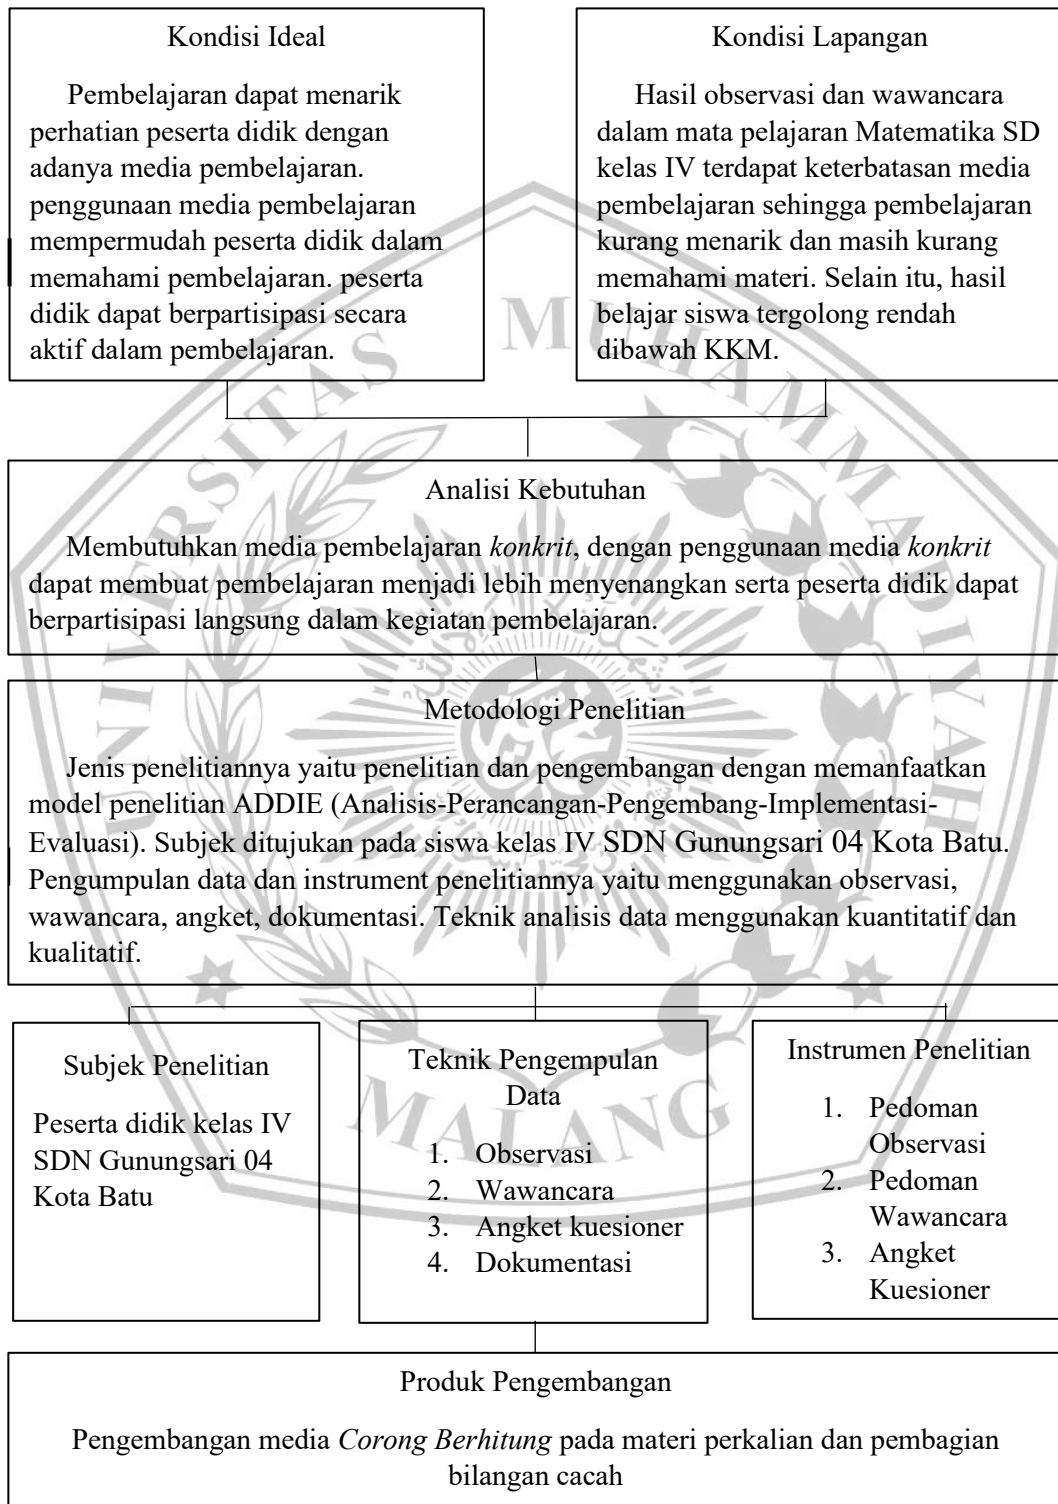 Kondisi Ideal
Pembelajaran dapat menarik
perhatian peserta didik dengan
adanya media pembelajaran.
penggunaan media pembelajaran
mempermudah peserta didik dalam
memahami pembelajaran. peserta
didik dapat berpartisipasi secara
aktif dalam pembelajaran.
Kondisi Lapangan
Hasil observasi dan wawancara
dalam mata pelajaran Matematika SD
kelas IV terdapat keterbatasan media
pembelajaran sehingga pembelajaran
kurang menarik dan masih kurang
memahami materi. Selain itu, hasil
belajar siswa tergolong rendah
dibawah KKM.
Analisi Kebutuhan
Membutuhkan media pembelajaran konkrit, dengan penggunaan media konkrit
dapat membuat pembelajaran menjadi lebih menyenangkan serta peserta didik dapat
berpartisipasi langsung dalam kegiatan pembelajaran.
Metodologi Penelitian
Jenis penelitiannya yaitu penelitian dan pengembangan dengan memanfaatkan
model penelitian ADDIE (Analisis-Perancangan-Pengembang-Implementasi-
Evaluasi). Subjek ditujukan pada siswa kelas IV SDN Gunungsari 04 Kota Batu.
Pengumpulan data dan instrument penelitiannya yaitu menggunakan observasi,
wawancara, angket, dokumentasi. Teknik analisis data menggunakan kuantitatif dan
kualitatif.
Subjek Penelitian
Peserta didik kelas IV
SDN Gunungsari 04
Kota Batu
Teknik Pengempulan
Data
1. Observasi
2. Wawancara
3. Angket kuesioner
4. Dokumentasi
Instrumen Penelitian
1. Pedoman
Observasi
2. Pedoman
Wawancara
3. Angket
Kuesioner
Produk Pengembangan
Pengembangan media Corong Berhitung pada materi perkalian dan pembagian
bilangan cacah
UNIVERSITAS MUHAMMADIYAH
MALANG